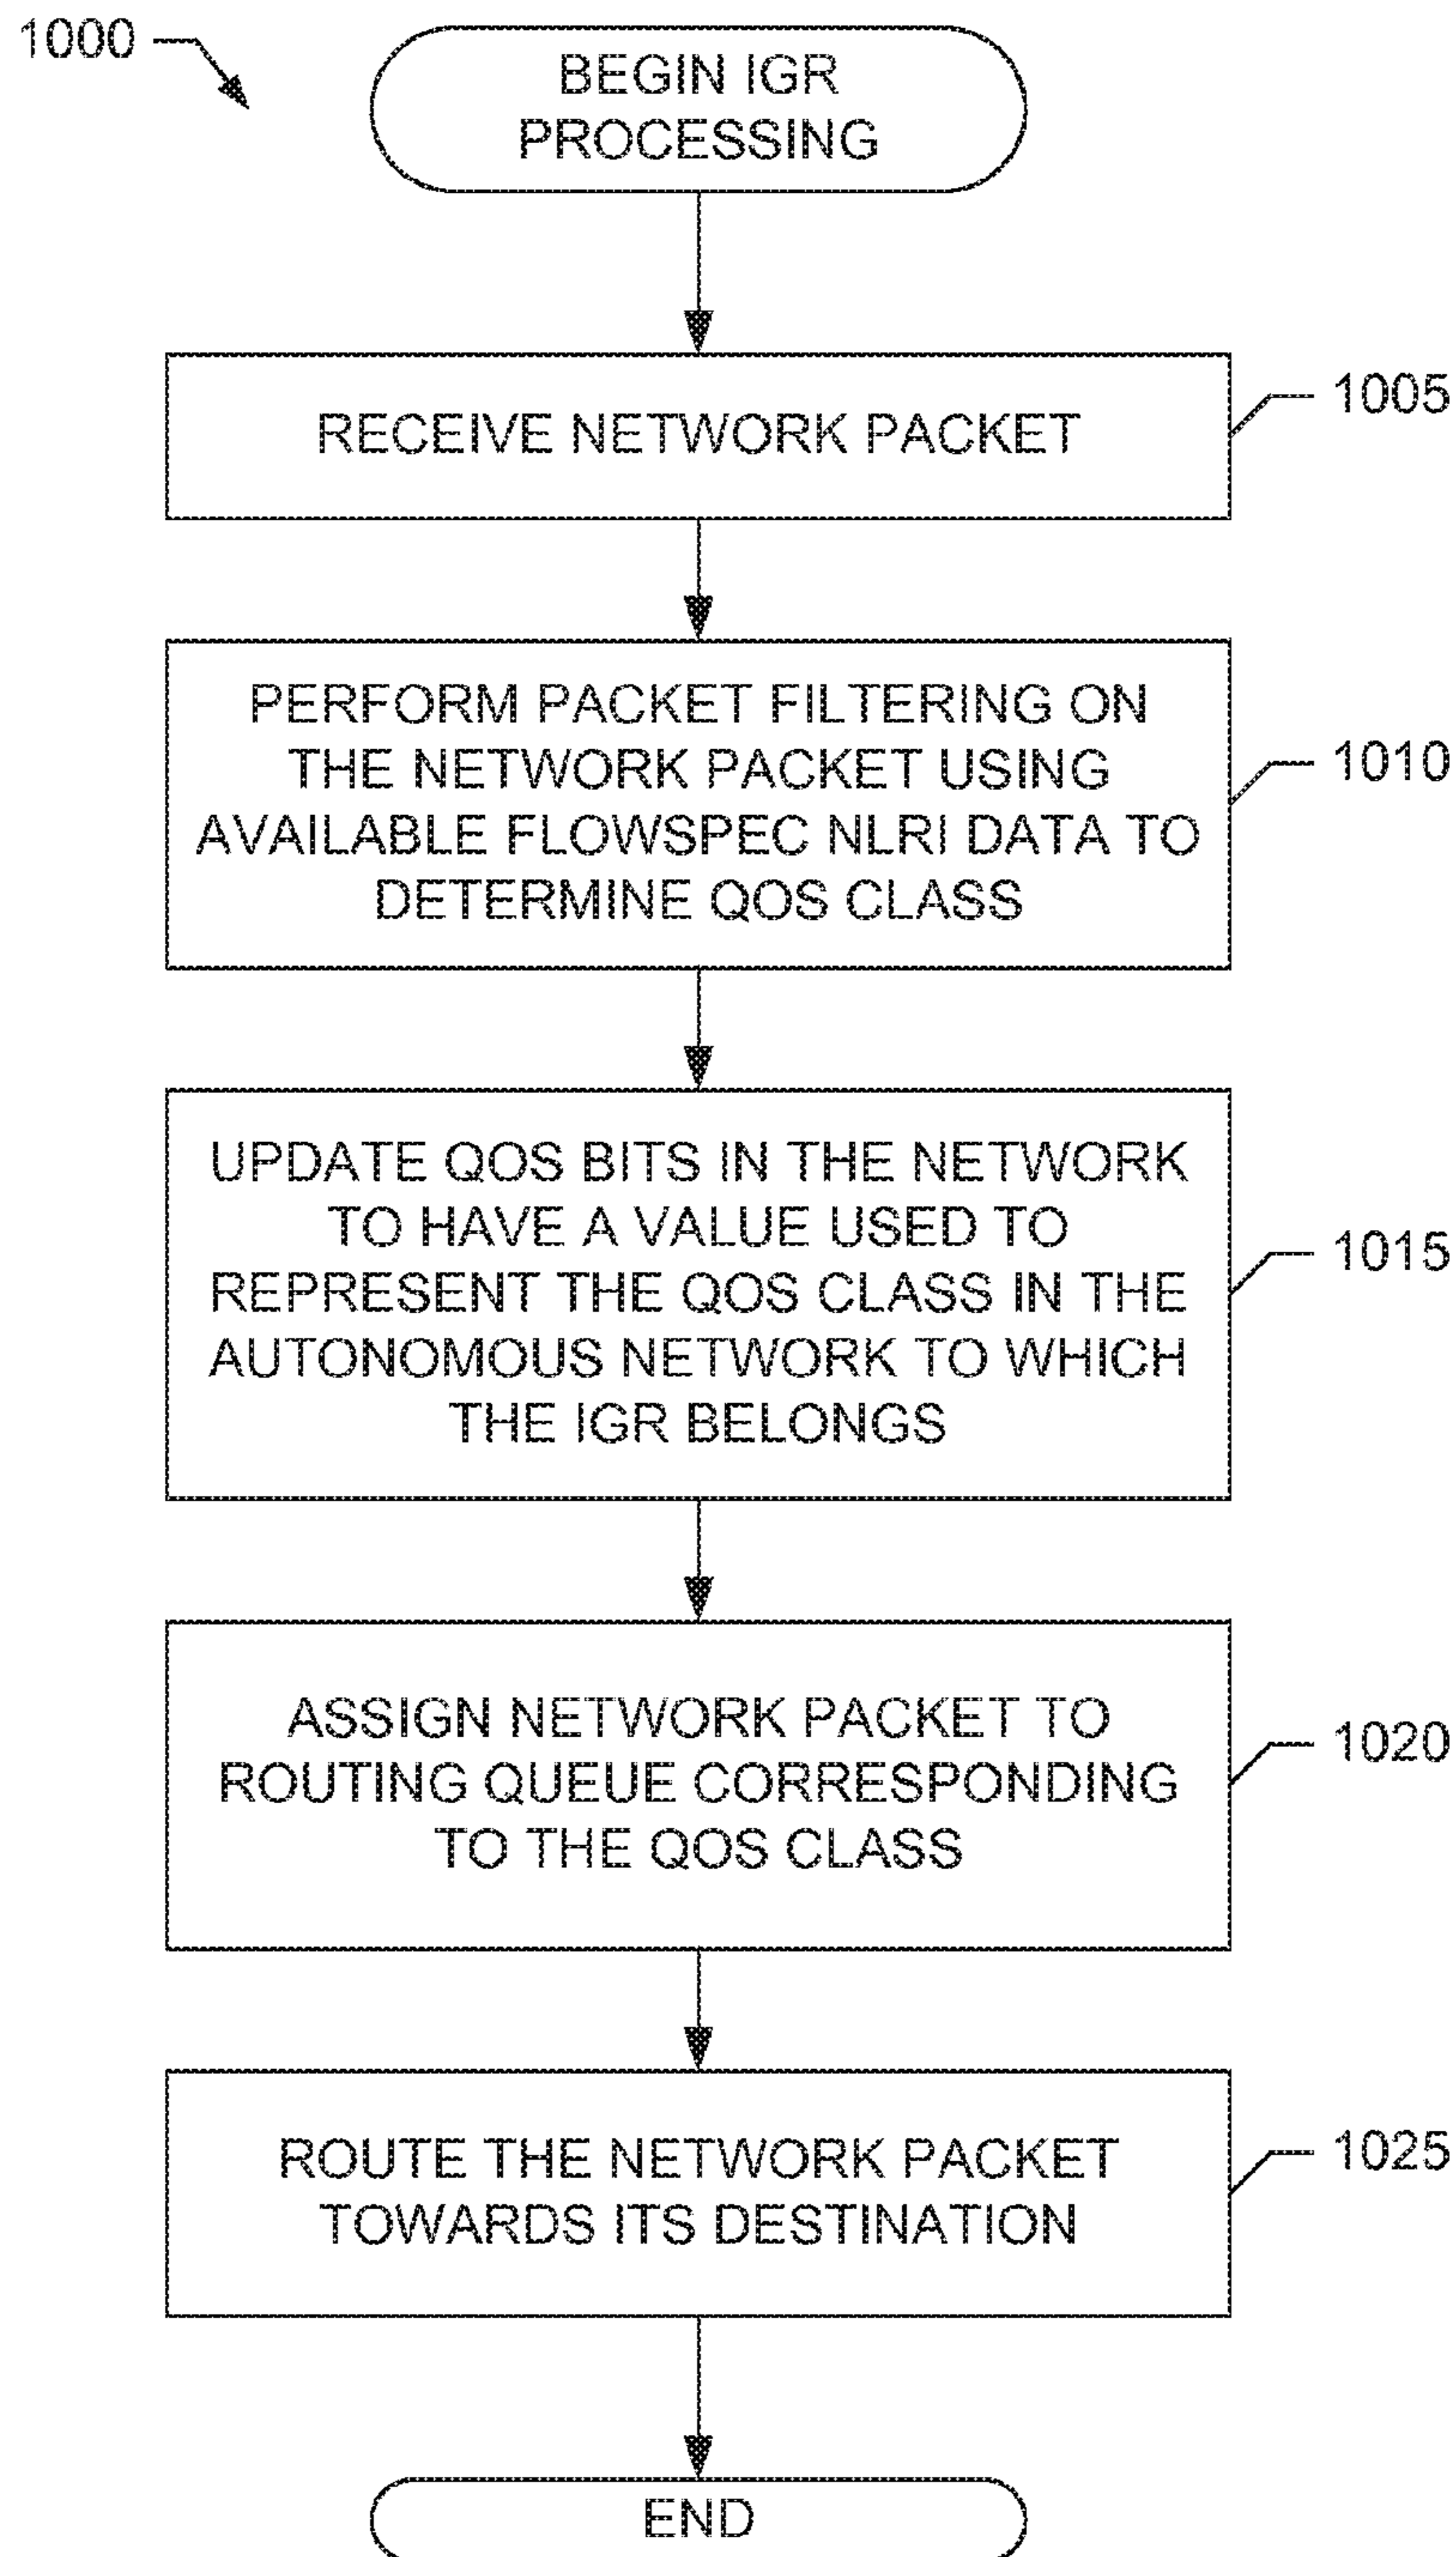 1000
BEGIN IGR
PROCESSING
RECEIVE NETWORK PACKET
1005
PERFORM PACKET FILTERING ON
THE NETWORK PACKET USING
AVAILABLE FLOWSPEC NLRI DATA TO
DETERMINE QOS CLASS
1010
UPDATE QOS BITS IN THE NETWORK
TO HAVE A VALUE USED TO
REPRESENT THE QOS CLASS IN THE
AUTONOMOUS NETWORK TO WHICH
THE IGR BELONGS
1015
ASSIGN NETWORK PACKET TO
ROUTING QUEUE CORRESPONDING
TO THE QOS CLASS
1020
ROUTE THE NETWORK PACKET
TOWARDS ITS DESTINATION
1025
END